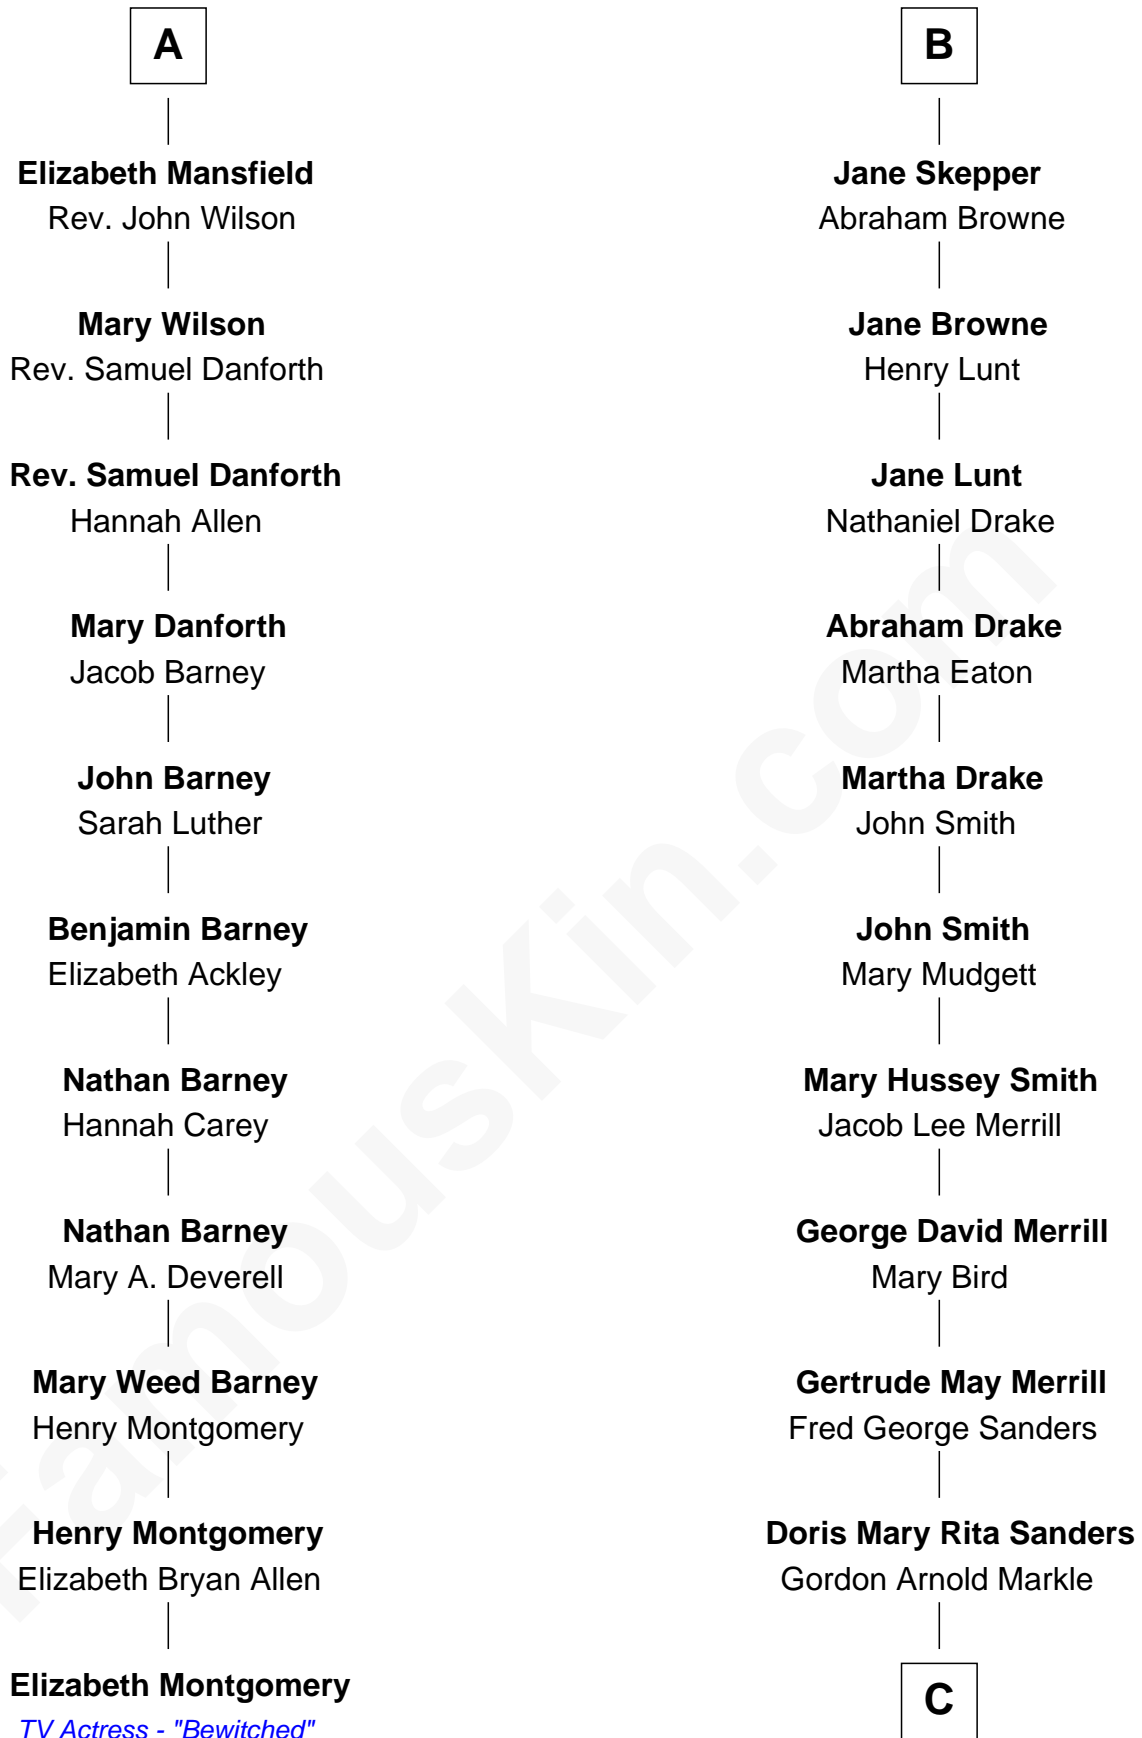 A
Elizabeth Mansfield
Rev. John Wilson
Mary Wilson
Rev. Samuel Danforth
Rev. Samuel Danforth
Hannah Allen
Mary Danforth
Jacob Barney
John Barney
Sarah Luther
Benjamin Barney
Elizabeth Ackley
Nathan Barney
Hannah Carey
Nathan Barney
Mary A. Deverell
Mary Weed Barney
Henry Montgomery
Henry Montgomery
Elizabeth Bryan Allen
Elizabeth Montgomery
TV Actress - "Bewitched"
B
Jane Skepper
Abraham Browne
Jane Browne
Henry Lunt
Jane Lunt
Nathaniel Drake
Abraham Drake
Martha Eaton
Martha Drake
John Smith
John Smith
Mary Mudgett
Mary Hussey Smith
Jacob Lee Merrill
George David Merrill
Mary Bird
Gertrude May Merrill
Fred George Sanders
Doris Mary Rita Sanders
Gordon Arnold Markle
C
FamousKin.com